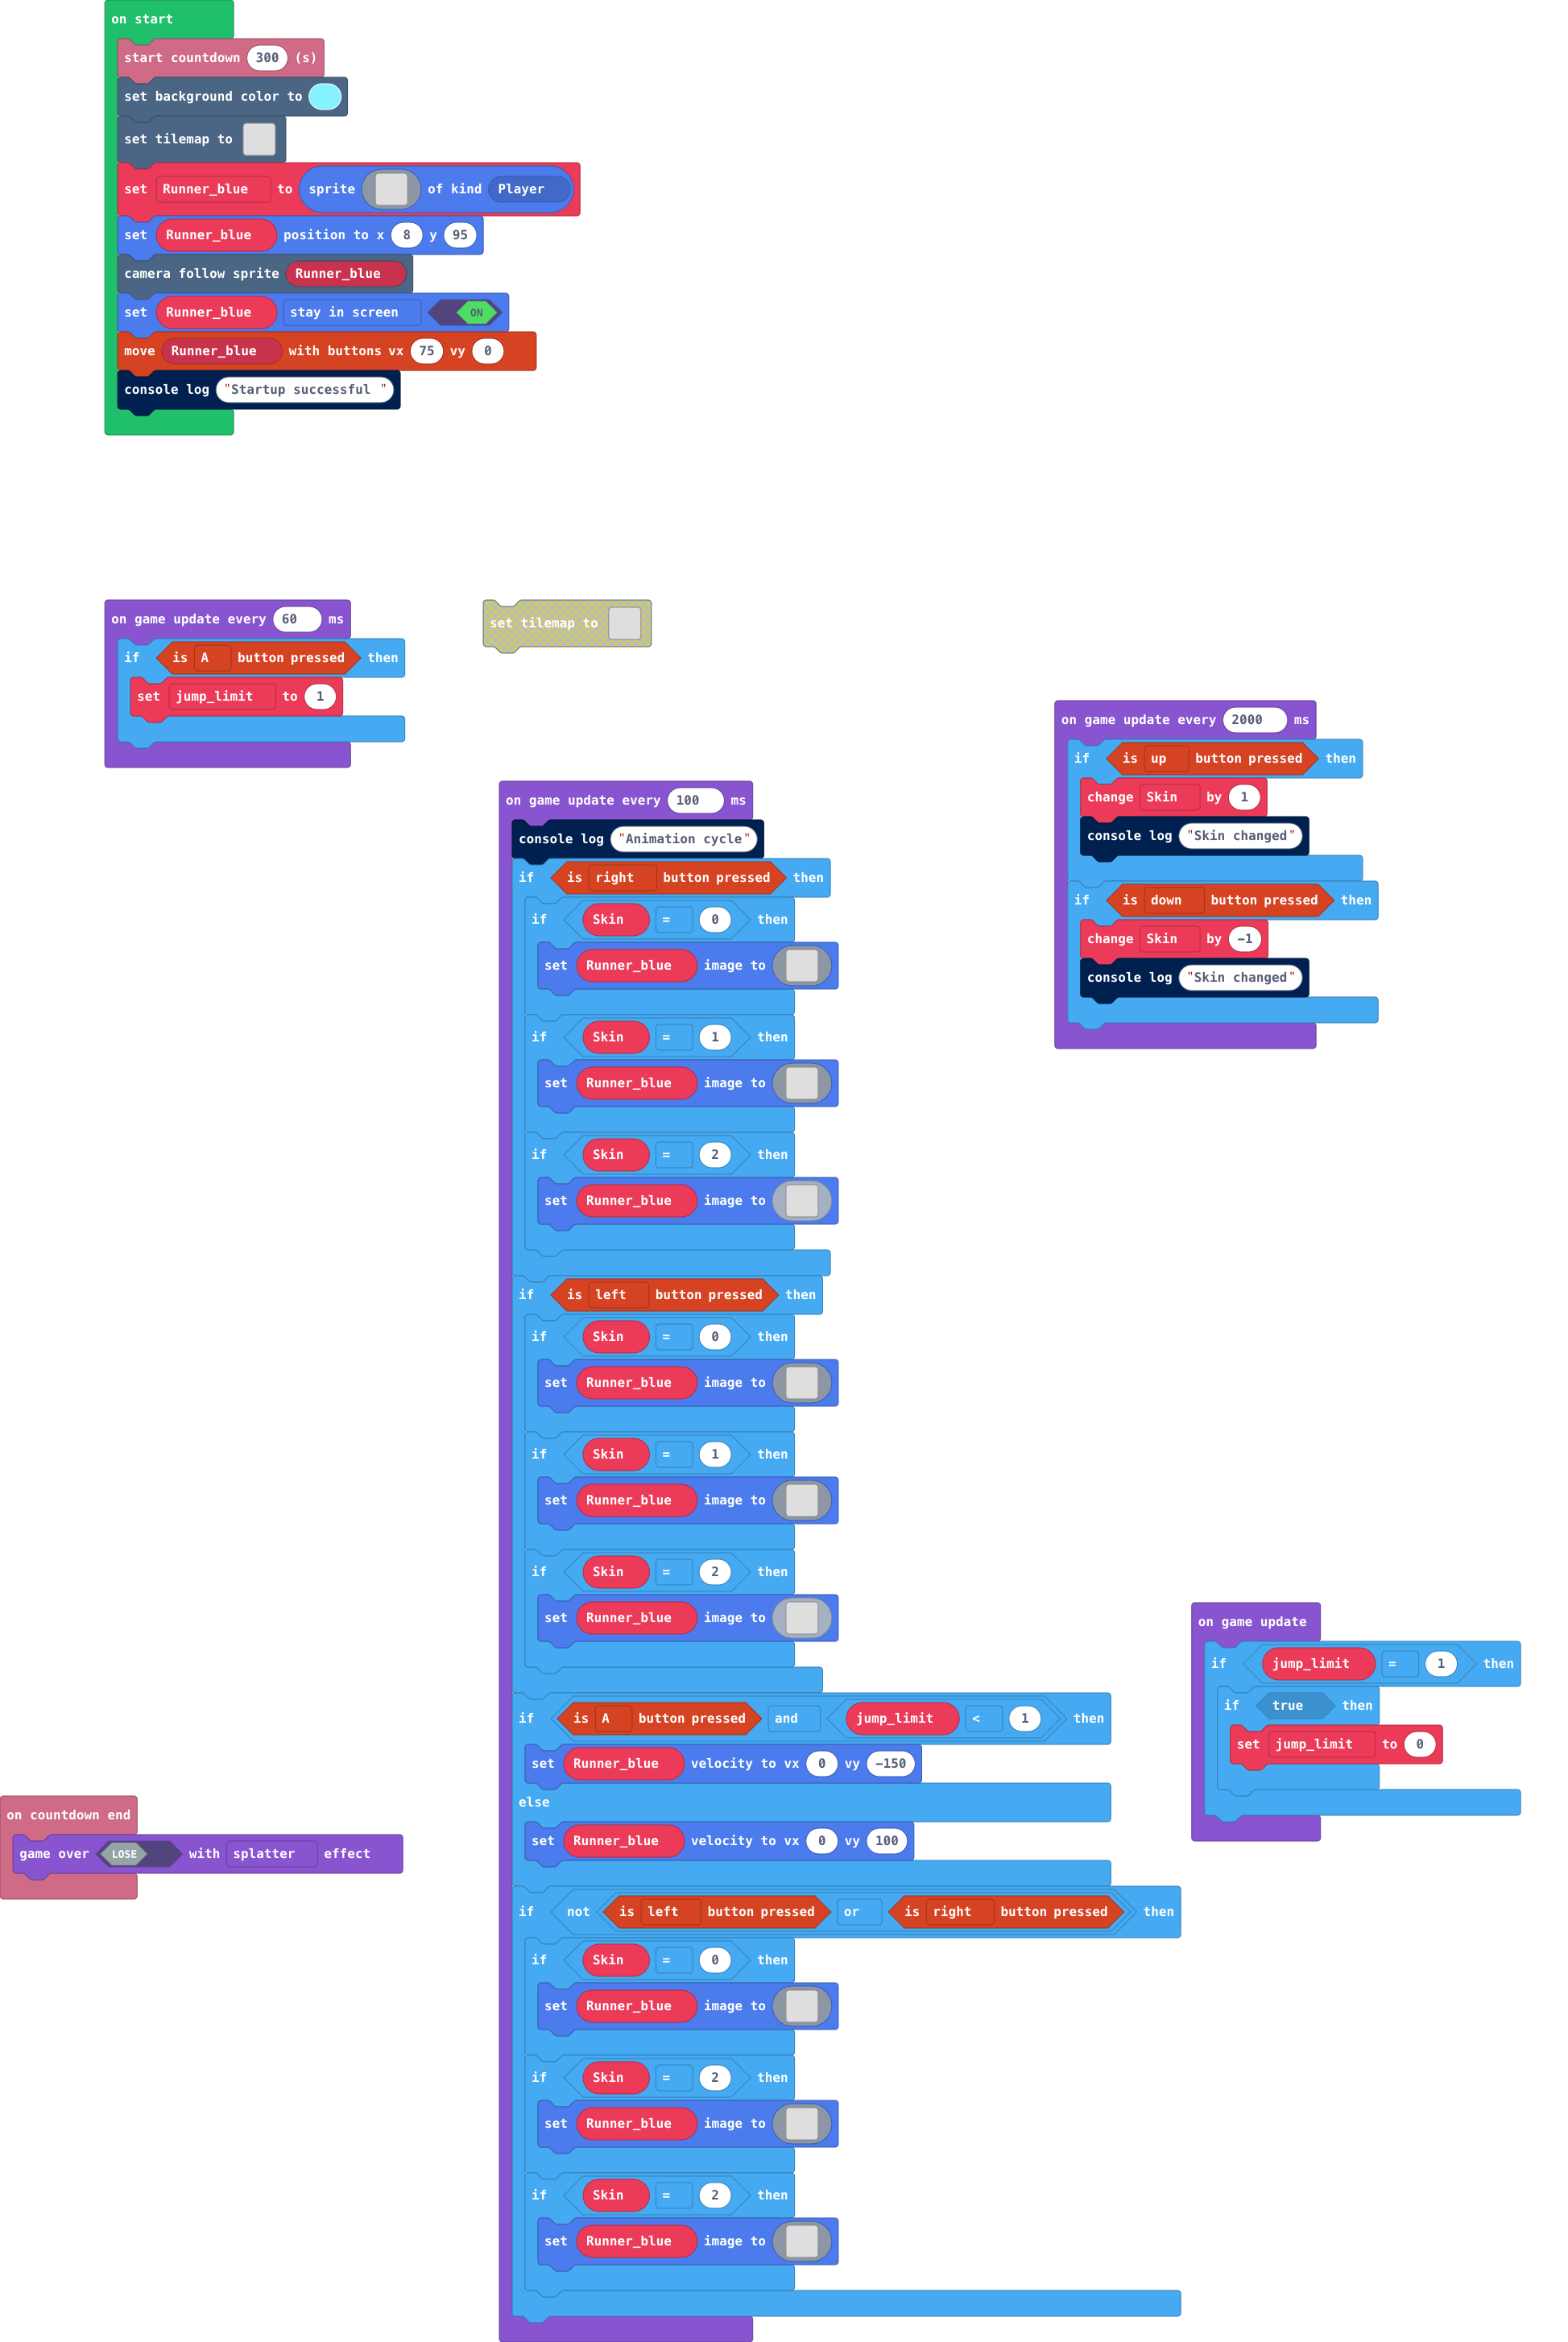 on start
start countdown 300 (s)
set background color to
set tilemap to
set Runner_blue to sprite of kind Player
set Runner_blue position to x 8 y 95
camera follow sprite Runner_blue
set Runner_blue stay in screen ON
move Runner_blue with buttons vx 75 vy 0
console log "Startup successful "
on game update every 60 ms
if is A button pressed then
set jump_limit to 1
set tilemap to
on game update every 2000 ms
if is up button pressed then
change Skin by 1
console log "Skin changed"
if is down button pressed then
change Skin by -1
console log "Skin changed"
on game update every 100 ms
console log "Animation cycle"
if is right button pressed then
if Skin = 0 then
set Runner_blue image to
if Skin = 1 then
set Runner_blue image to
if Skin = 2 then
set Runner_blue image to
if is left button pressed then
if Skin = 0 then
set Runner_blue image to
if Skin = 1 then
set Runner_blue image to
if Skin = 2 then
set Runner_blue image to
if is A button pressed and jump_limit < 1 then
set Runner_blue velocity to vx 0 vy -150
else
set Runner_blue velocity to vx 0 vy 100
if not is left button pressed or is right button pressed then
if Skin = 0 then
set Runner_blue image to
if Skin = 2 then
set Runner_blue image to
if Skin = 2 then
set Runner_blue image to
on game update
if jump_limit = 1 then
if true then
set jump_limit to 0
on countdown end
game over LOSE with splatter effect